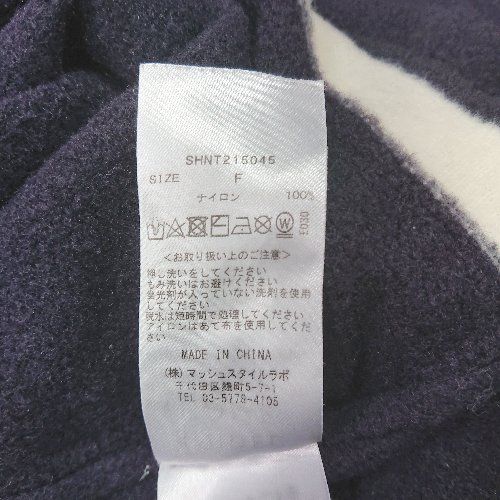 SHNT215045
SIZE F
ナイロン 100%
E030
<お取り扱い上のご注意>
押し洗いをしてください
もみ洗いはお避けください
蛍光剤が入っていない洗剤を使用
してください
脱水は短時間で処理してください
アイロンはあて布を使用してください
MADE IN CHINA
(株)マッシュスタイルラボ
千代田区麹町5-7-1
TEL 03-5778-4105